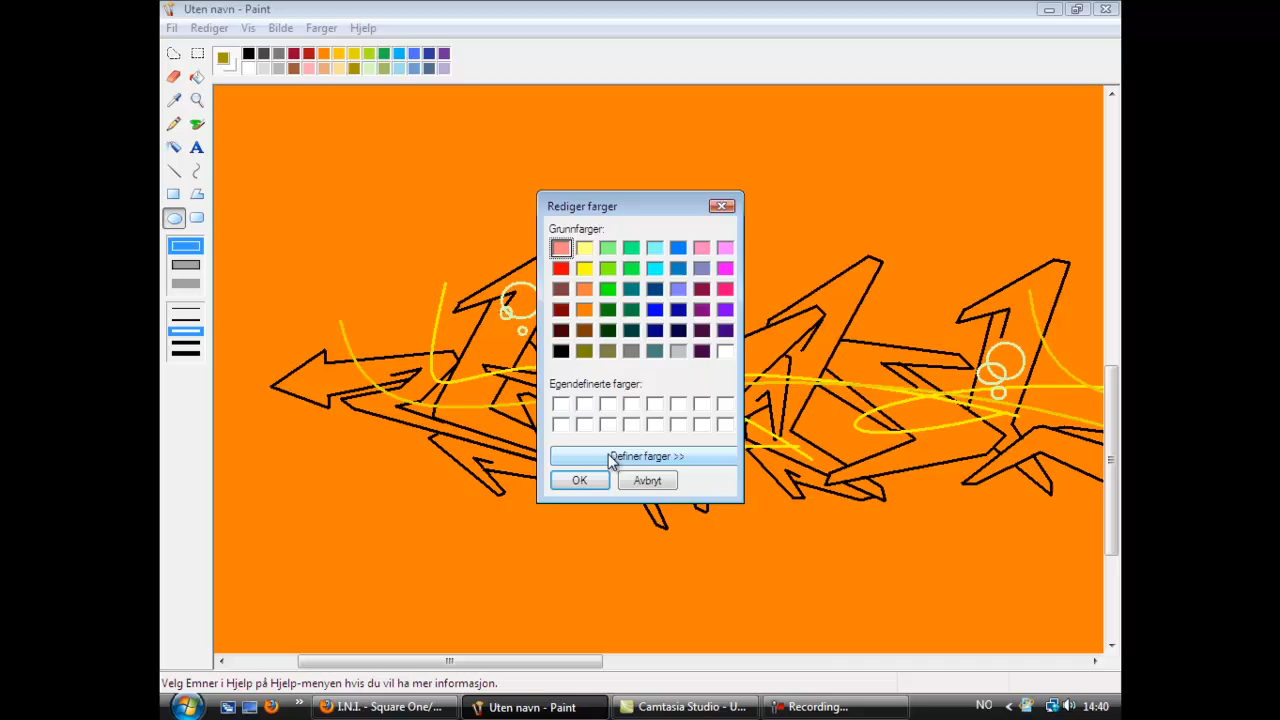 Uten navn - Paint
Fil Rediger Vis Bilde Farger Hjelp
A
Rediger farger
Grunnfarger:
Egendefinerte farger:
Definer farger >>
OK Avbryt
Velg Emner i Hjelp på Hjelp-menyen hvis du vil ha mer informasjon.
I.N.I. - Square One/... Uten navn - Paint Camtasia Studio - U... Recording... NO 14:40